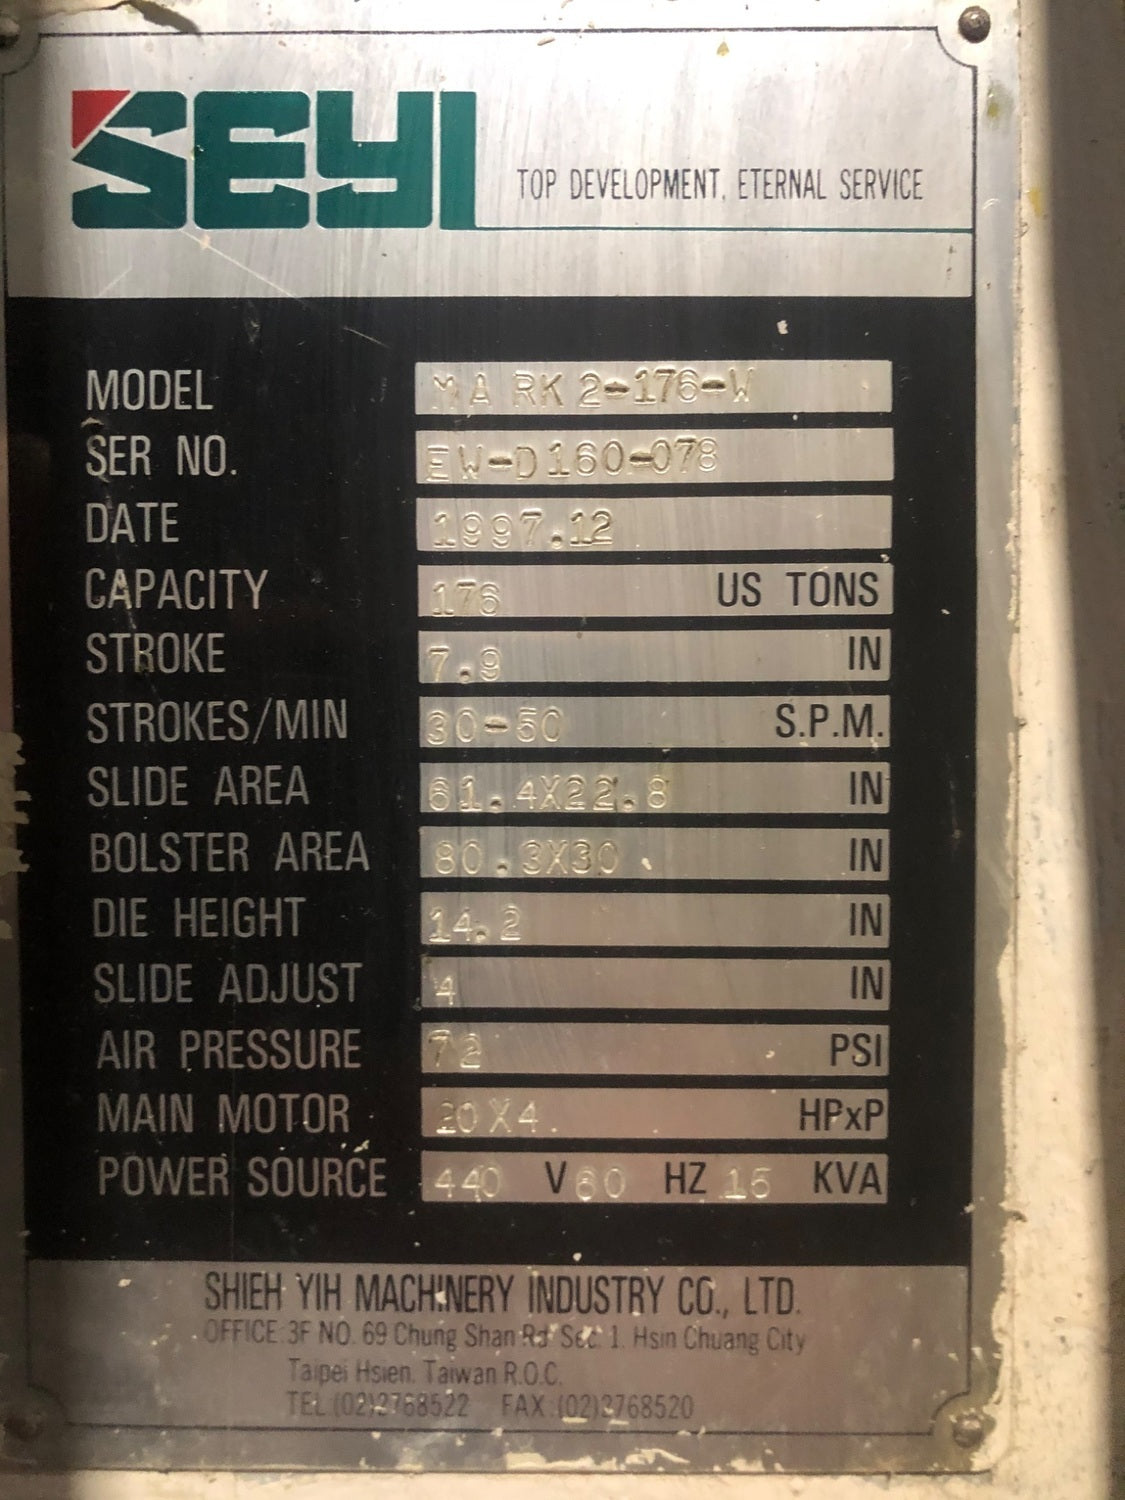 SEYI
TOP DEVELOPMENT, ETERNAL SERVICE
MODEL MARK2-176-W
SER NO. EW-D160-078
DATE 1997.12
CAPACITY 176 US TONS
STROKE 7.9 IN
STROKES/MIN 30-50 S.P.M.
SLIDE AREA 61.4X22.8 IN
BOLSTER AREA 80.3X30 IN
DIE HEIGHT 14.2 IN
SLIDE ADJUST 4 IN
AIR PRESSURE 72 PSI
MAIN MOTOR 20X4 HPxP
POWER SOURCE 440 V 60 HZ 15 KVA
SHIEH YIH MACHINERY INDUSTRY CO., LTD.
OFFICE:3F NO. 69 Chung Shan Rd Sec. 1. Hsin Chuang City
Taipei Hsien. Taiwan R.O.C.
TEL:(02)2768522 FAX:(02)2768520